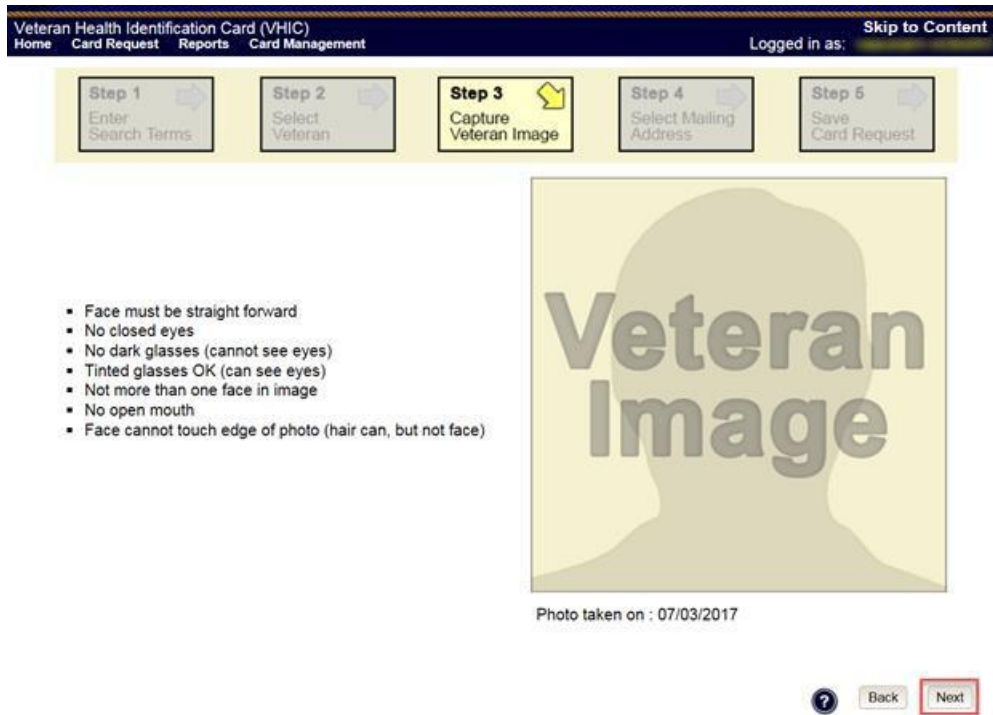 Veteran Health Identification Card (VHIC)
Skip to Content
Home Card Request Reports Card Management
Logged in as:
Step 1
Enter
Search Terms
Step 2
Select
Veteran
Step 3
Capture
Veteran Image
Step 4
Select Mailing
Address
Step 5
Save
Card Request
▪ Face must be straight forward
▪ No closed eyes
▪ No dark glasses (cannot see eyes)
▪ Tinted glasses OK (can see eyes)
▪ Not more than one face in image
▪ No open mouth
▪ Face cannot touch edge of photo (hair can, but not face)
Veteran
Image
Photo taken on : 07/03/2017
? Back Next